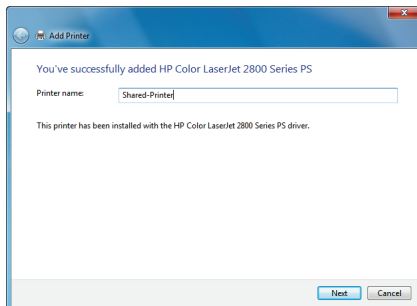 Add Printer
You've successfully added HP Color LaserJet 2800 Series PS
Printer name: Shared-Printer
This printer has been installed with the HP Color LaserJet 2800 Series PS driver.
Next Cancel